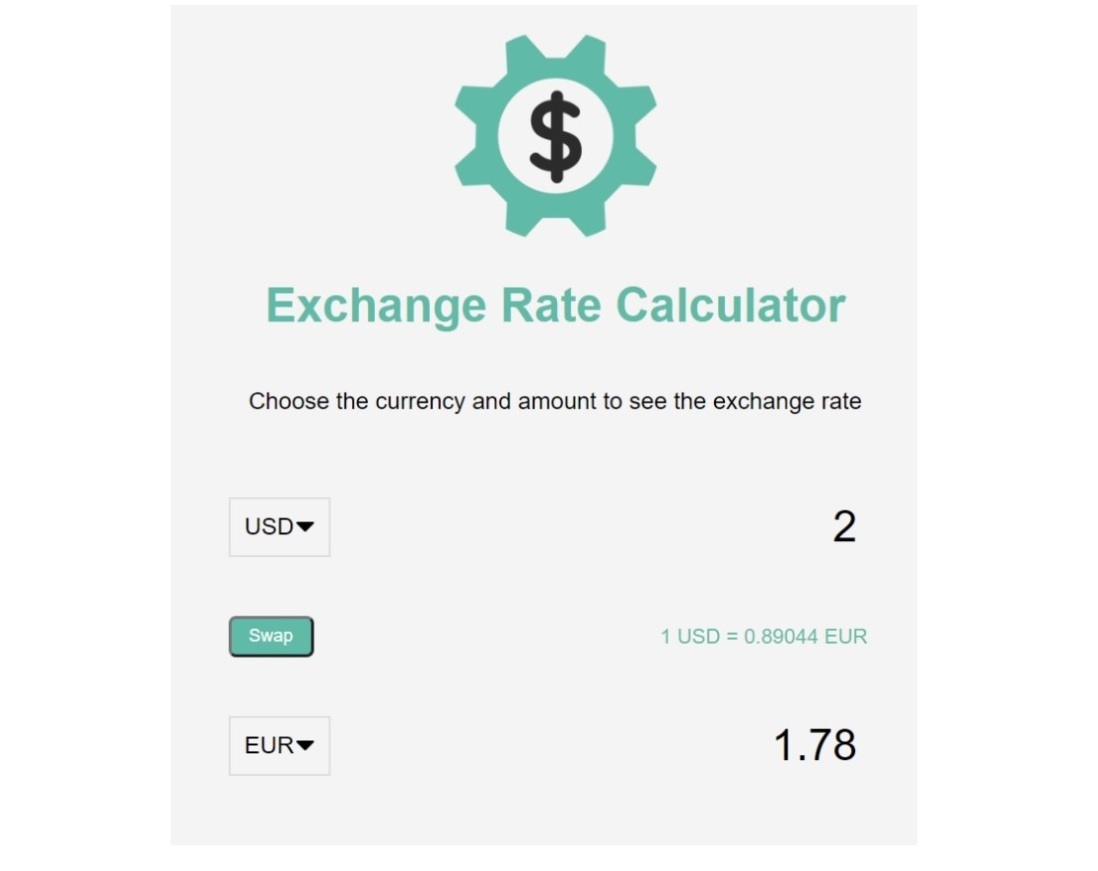 $
Exchange Rate Calculator
Choose the currency and amount to see the exchange rate
USD 2
Swap 1 USD = 0.89044 EUR
EUR 1.78